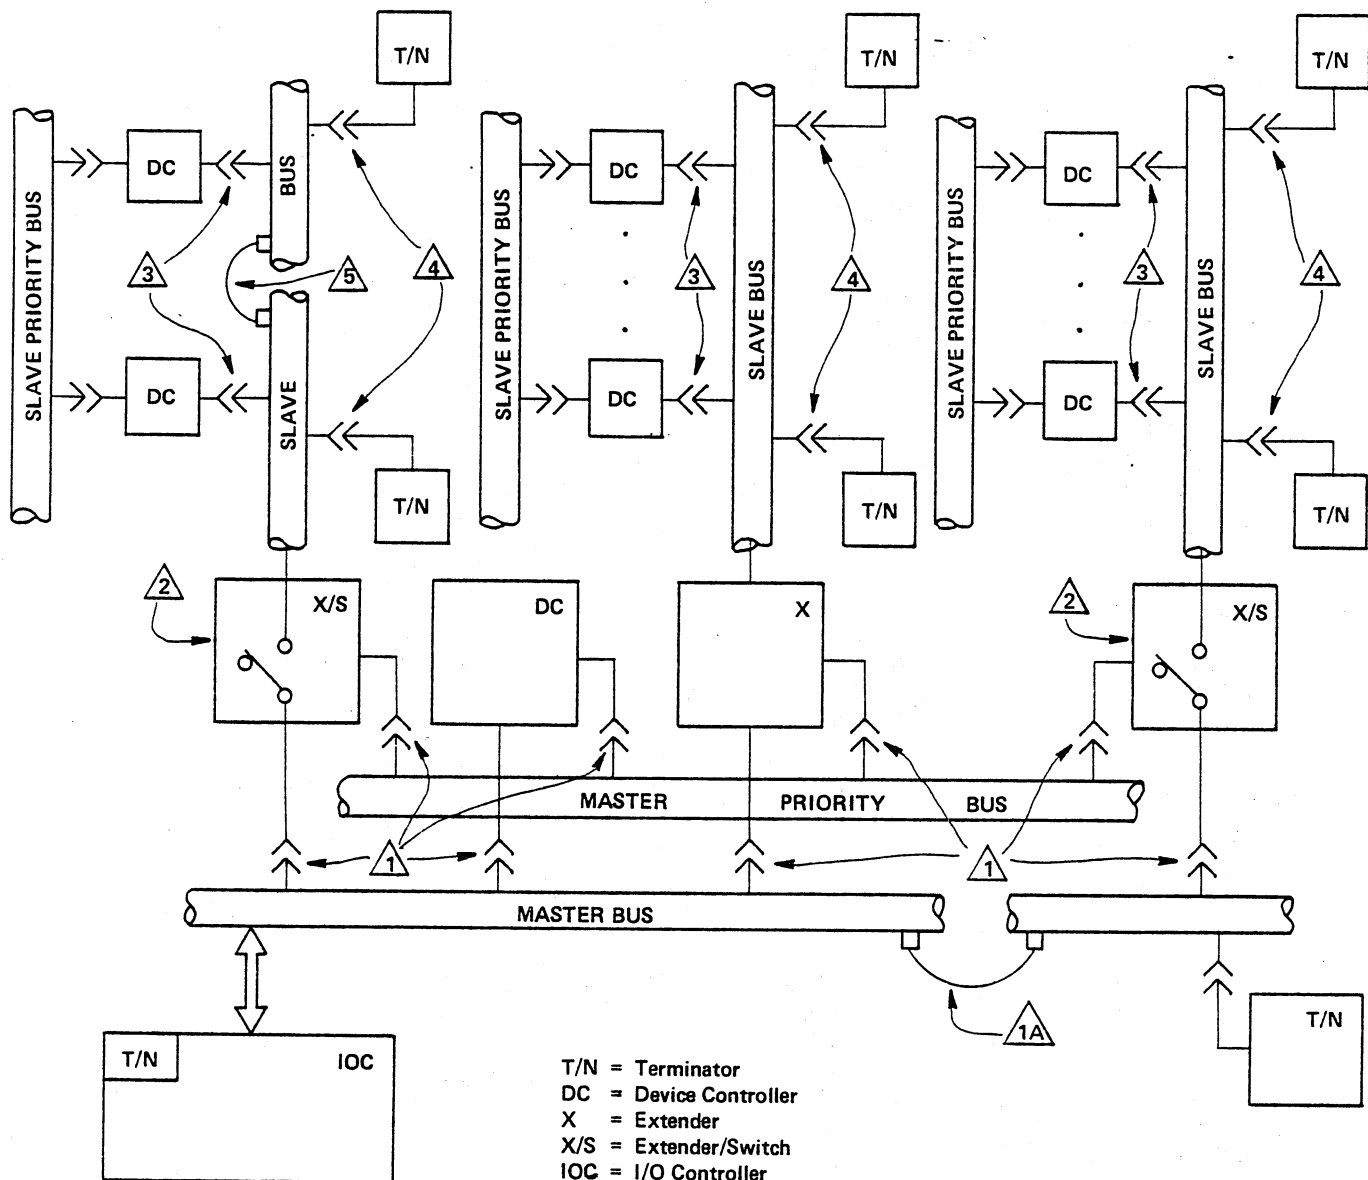 T/N
T/N
T/N
DC
DC
DC
BUS
SLAVE PRIORITY BUS
SLAVE PRIORITY BUS
SLAVE BUS
SLAVE PRIORITY BUS
SLAVE BUS
3
5
4
3
4
3
4
DC
DC
DC
SLAVE
T/N
T/N
T/N
2
X/S
DC
X
2
X/S
MASTER PRIORITY BUS
1
1
MASTER BUS
1A
T/N
T/N
IOC
T/N = Terminator
DC = Device Controller
X = Extender
X/S = Extender/Switch
IOC = I/O Controller